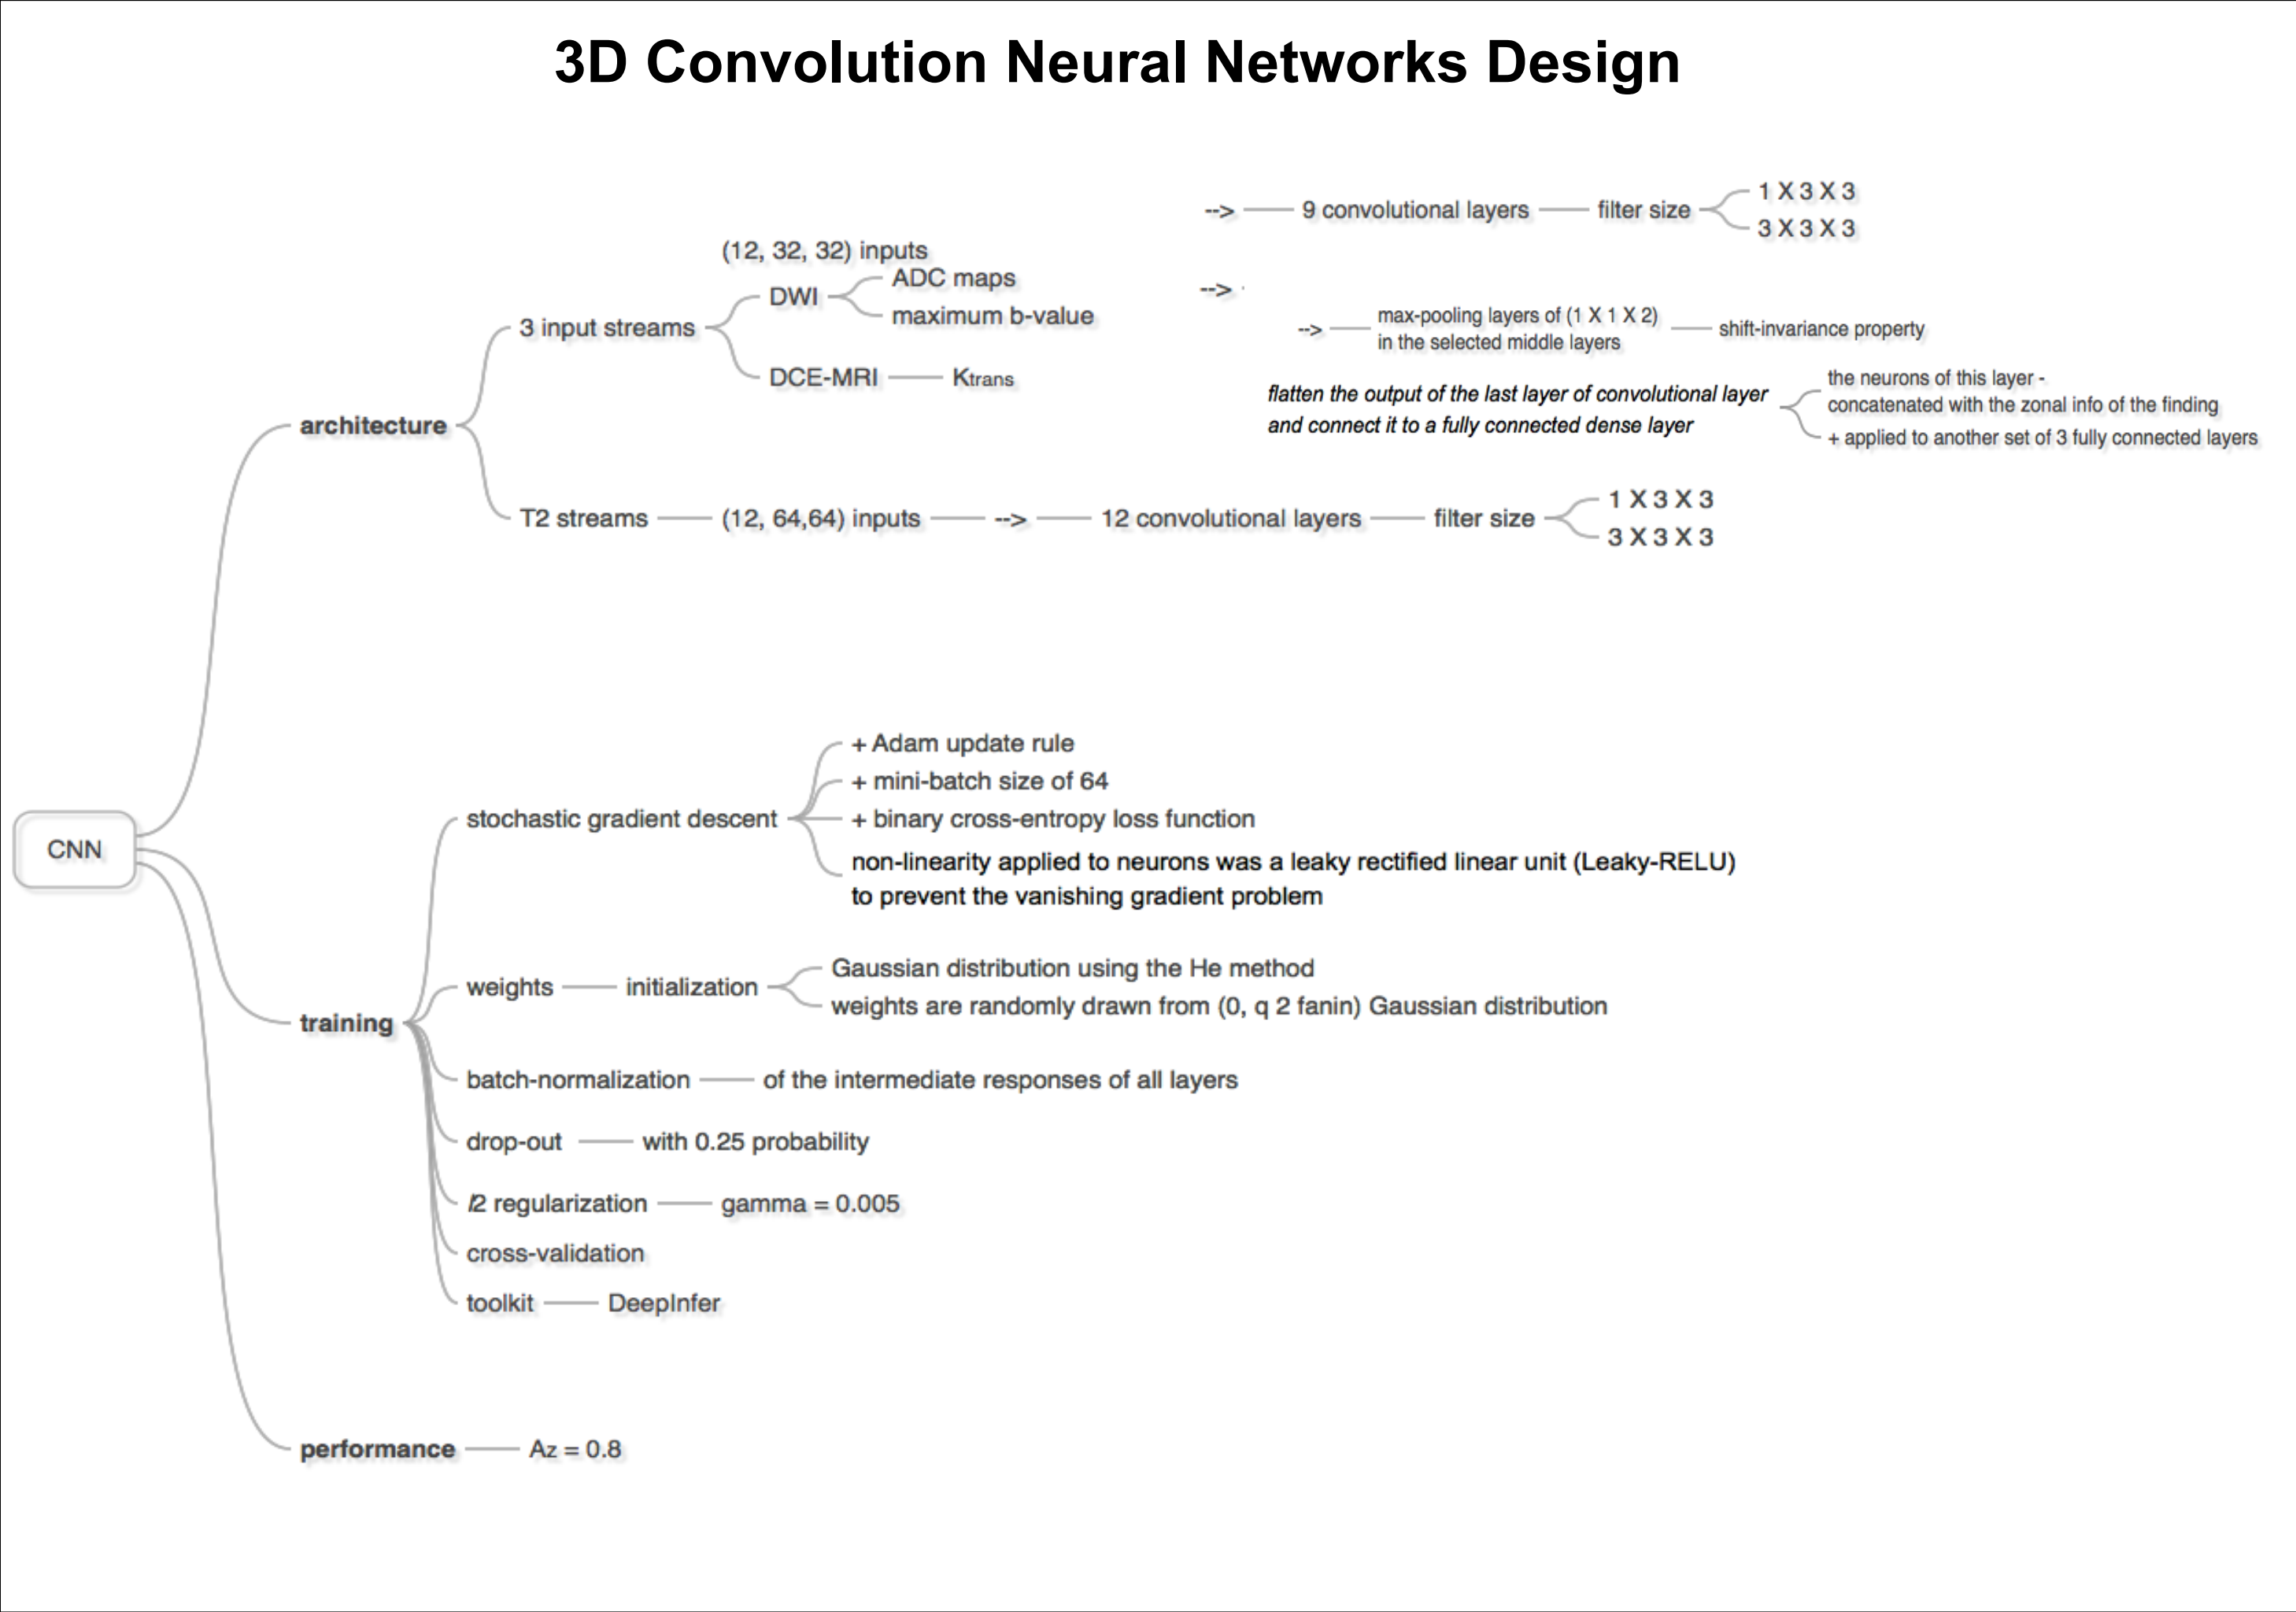 3D Convolution Neural Networks Design
CNN
architecture
3 input streams
(12, 32, 32) inputs
DWI
ADC maps
maximum b-value
DCE-MRI
Ktrans
-->
9 convolutional layers
filter size
1 X 3 X 3
3 X 3 X 3
-->
-->
max-pooling layers of (1 X 1 X 2)
in the selected middle layers
shift-invariance property
flatten the output of the last layer of convolutional layer
and connect it to a fully connected dense layer
the neurons of this layer -
concatenated with the zonal info of the finding
+ applied to another set of 3 fully connected layers
T2 streams
(12, 64,64) inputs
-->
12 convolutional layers
filter size
1 X 3 X 3
3 X 3 X 3
training
stochastic gradient descent
+ Adam update rule
+ mini-batch size of 64
+ binary cross-entropy loss function
non-linearity applied to neurons was a leaky rectified linear unit (Leaky-RELU)
to prevent the vanishing gradient problem
weights
initialization
Gaussian distribution using the He method
weights are randomly drawn from (0, q 2 fanin) Gaussian distribution
batch-normalization
of the intermediate responses of all layers
drop-out
with 0.25 probability
l2 regularization
gamma = 0.005
cross-validation
toolkit
DeepInfer
performance
Az = 0.8